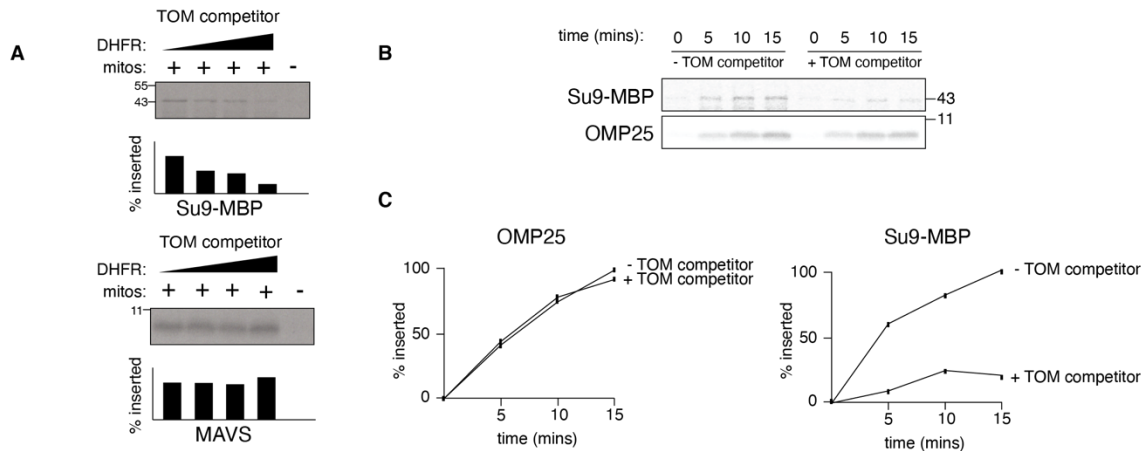 A
TOM competitor
DHFR:
mitos: + + + + -
55
43
% inserted
Su9-MBP
TOM competitor
DHFR:
mitos: + + + + -
11
% inserted
MAVS
B
time (mins): 0 5 10 15 0 5 10 15
- TOM competitor + TOM competitor
Su9-MBP 43
11
OMP25
C
OMP25
100
50
0
% inserted
5 10 15
time (mins)
- TOM competitor
+ TOM competitor
Su9-MBP
100
50
0
% inserted
5 10 15
time (mins)
- TOM competitor
+ TOM competitor